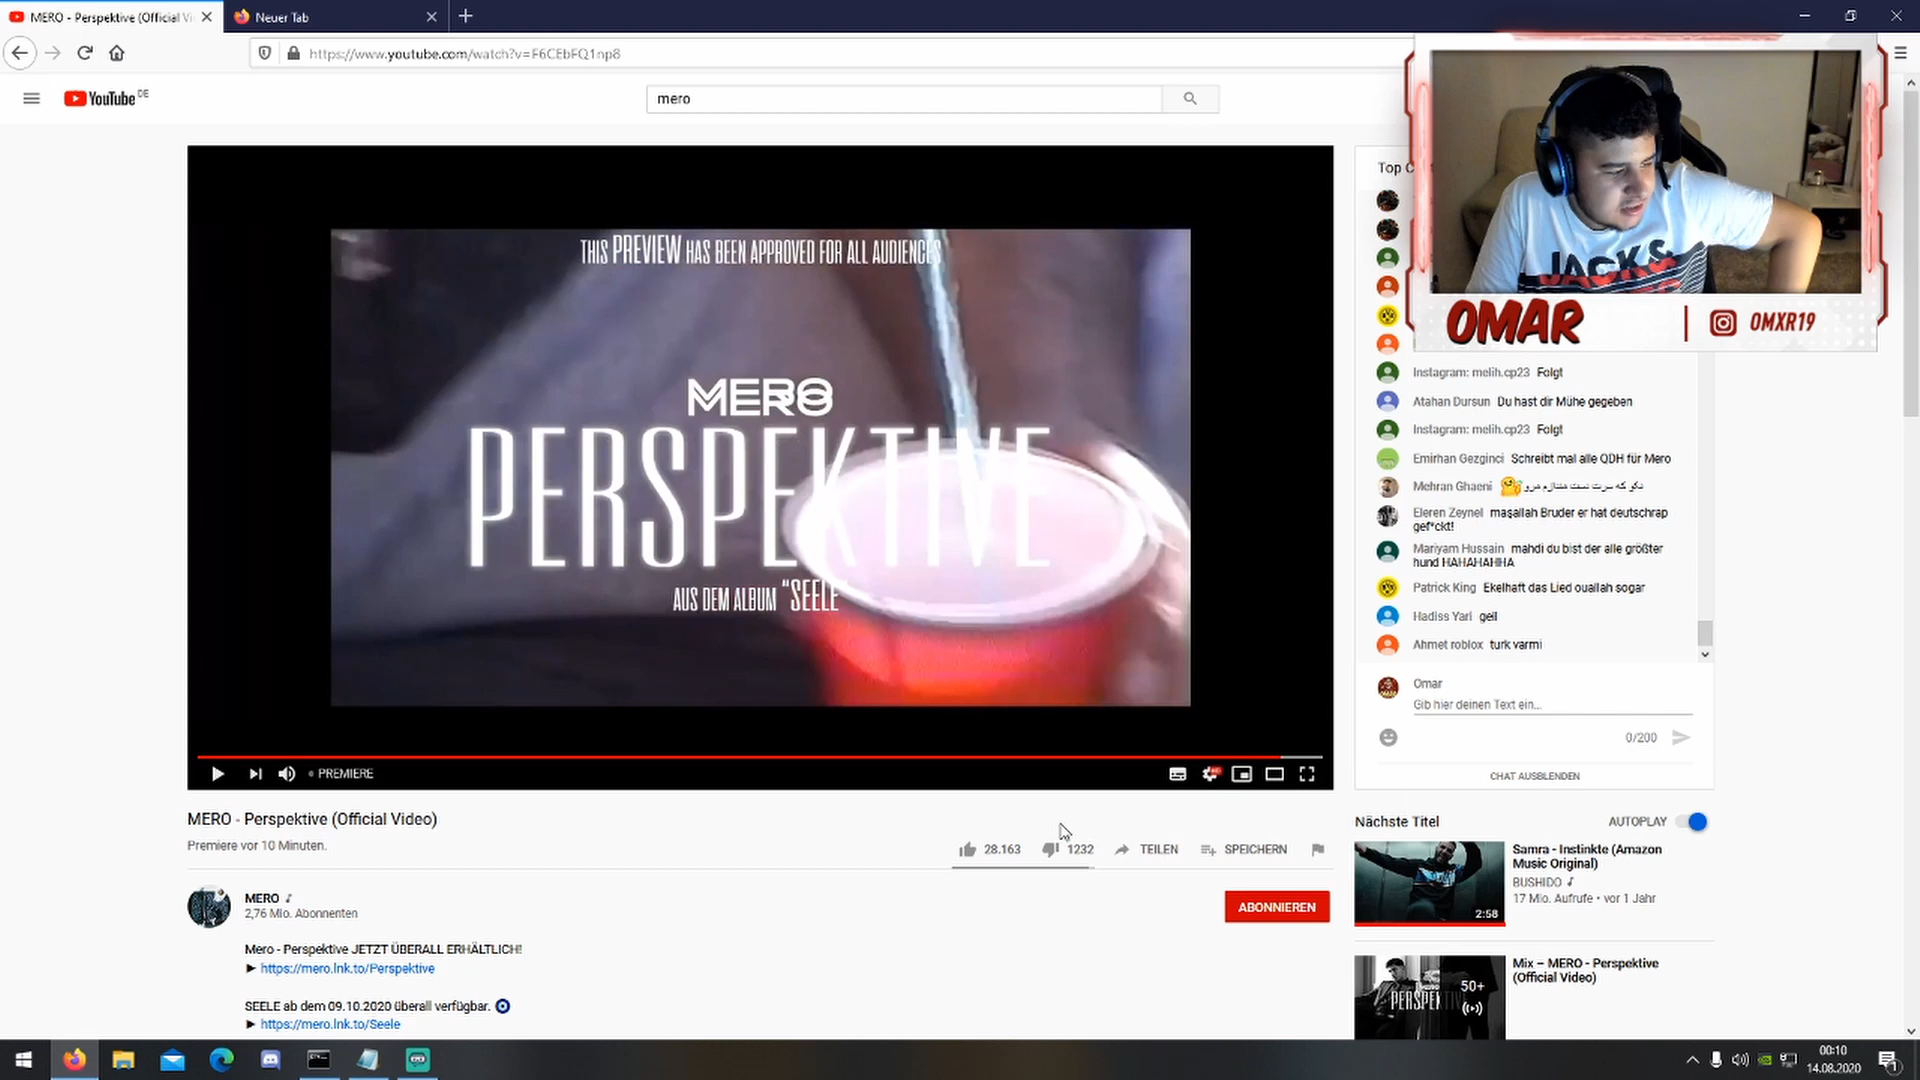 MERO - Perspektive (Official Vi
Neuer Tab
https://www.youtube.com/watch?v=F6CEbFQ1np8
YouTube DE
mero
THIS PREVIEW HAS BEEN APPROVED FOR ALL AUDIENCES
MERO
PERSPEKTIVE
AUS DEM ALBUM "SEELE"
PREMIERE
MERO - Perspektive (Official Video)
Premiere vor 10 Minuten.
28.163
1232
TEILEN
SPEICHERN
MERO
2,76 Mio. Abonnenten
ABONNIEREN
Mero - Perspektive JETZT ÜBERALL ERHÄLTLICH!
► https://mero.lnk.to/Perspektive
SEELE ab dem 09.10.2020 überall verfügbar.
► https://mero.lnk.to/Seele
Top C
JACK &
OMAR
OMXR19
Instagram: melih.cp23 Folgt
Atahan Dursun Du hast dir Mühe gegeben
Instagram: melih.cp23 Folgt
Emirhan Gezginci Schreibt mal alle QDH für Mero
Mehran Ghaeni
Eleren Zeynel maşallah Bruder er hat deutschrap
gef*ckt!
Mariyam Hussain mahdi du bist der alle größter
hund HAHAHAHHA
Patrick King Ekelhaft das Lied ouallah sogar
Hadiss Yari geil
Ahmet roblox turk varmi
Omar
Gib hier deinen Text ein...
0/200
CHAT AUSBLENDEN
Nächste Titel
AUTOPLAY
Samra - Instinkte (Amazon
Music Original)
BUSHIDO
17 Mio. Aufrufe • vor 1 Jahr
2:58
Mix – MERO - Perspektive
(Official Video)
50+
00:10
14.08.2020
1